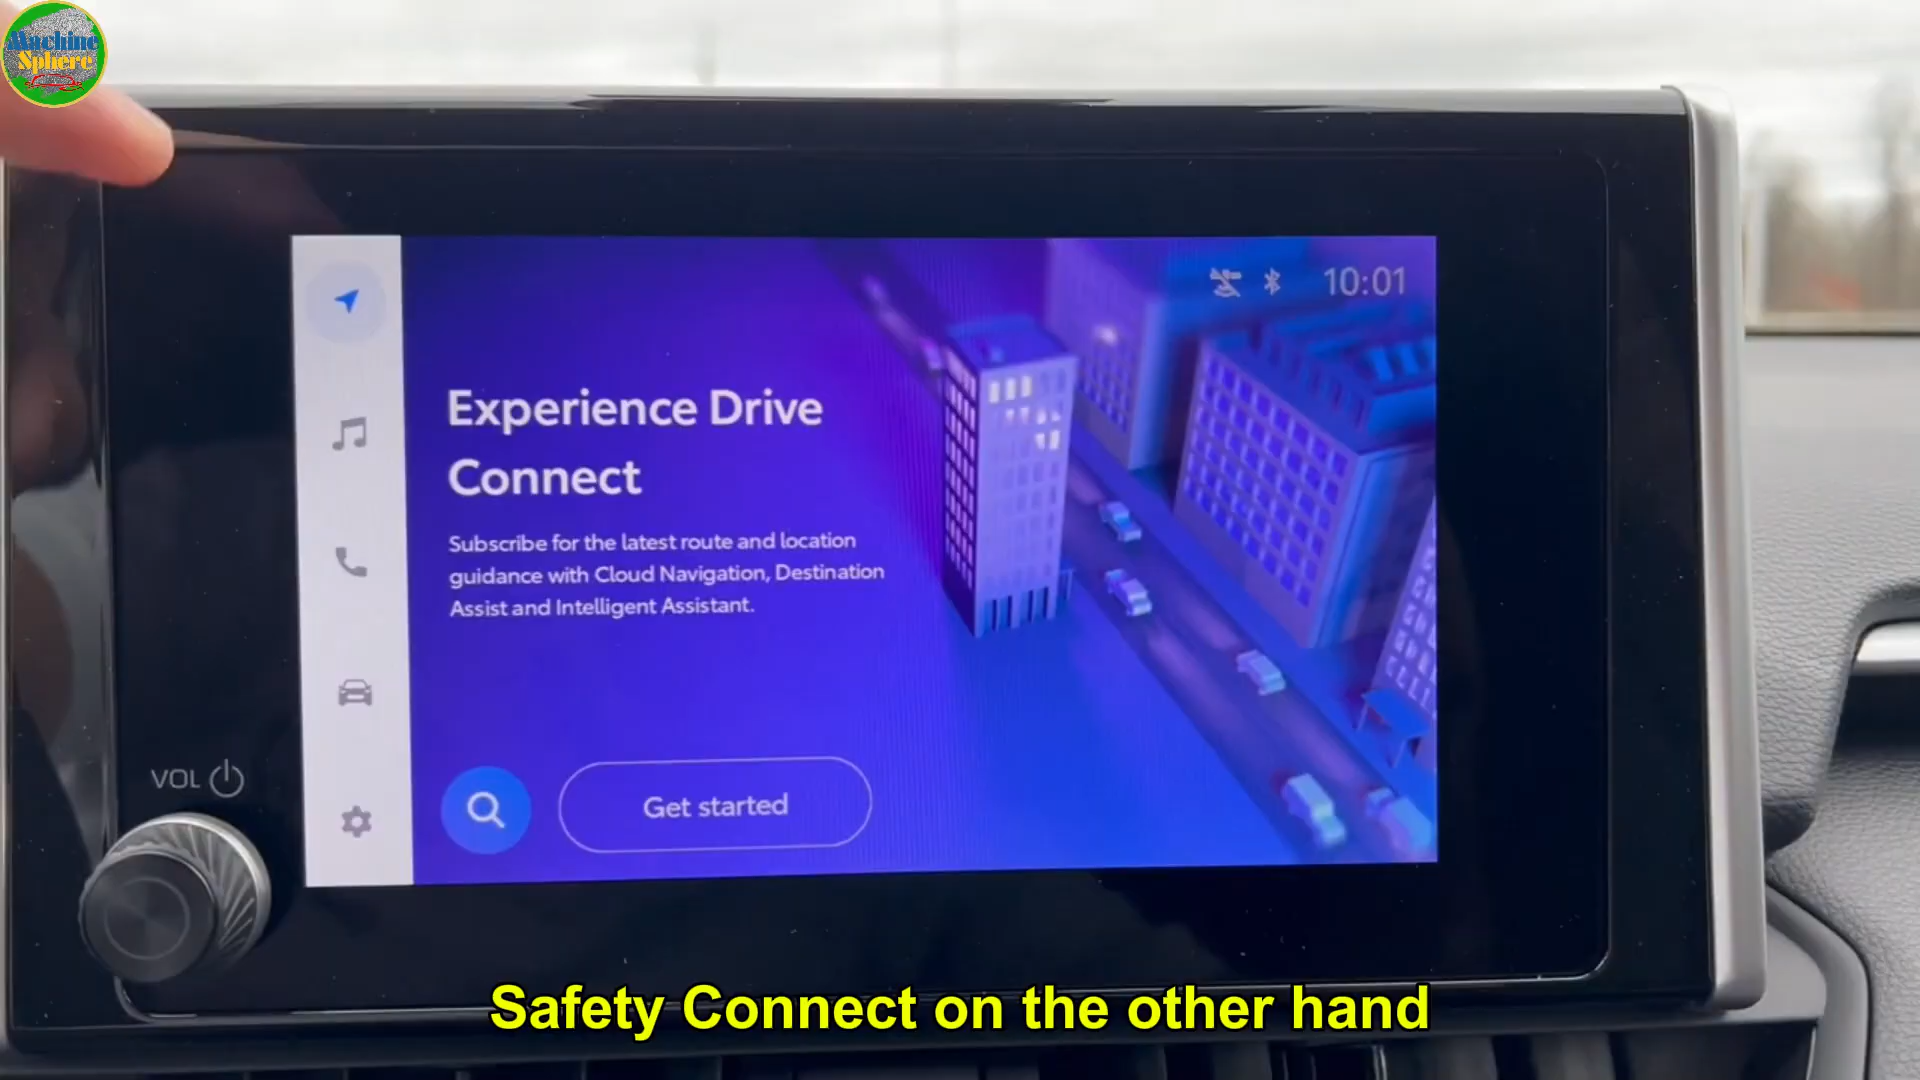 Machine
Sphere
10:01
Experience Drive
Connect
Subscribe for the latest route and location
guidance with Cloud Navigation, Destination
Assist and Intelligent Assistant.
Get started
VOL
Safety Connect on the other hand